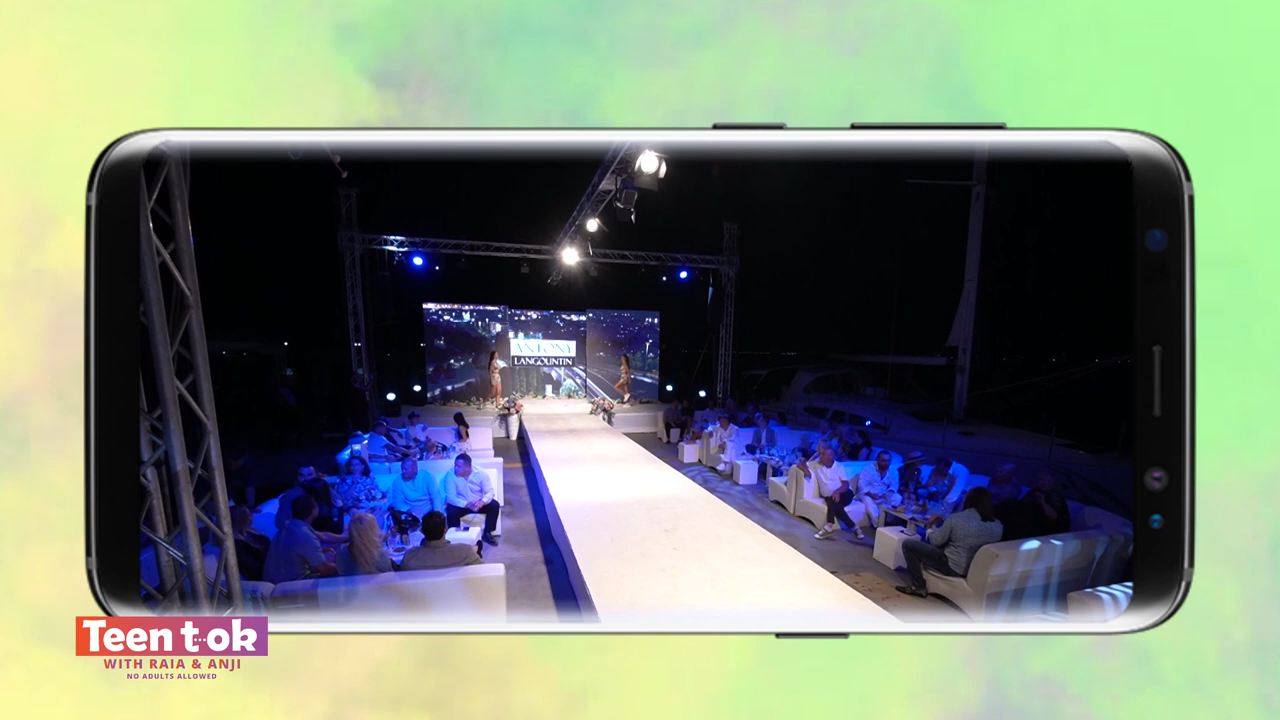 ANTONY
LANGOUNTIN
Teen t•ok
WITH RAIA & ANJI
NO ADULTS ALLOWED